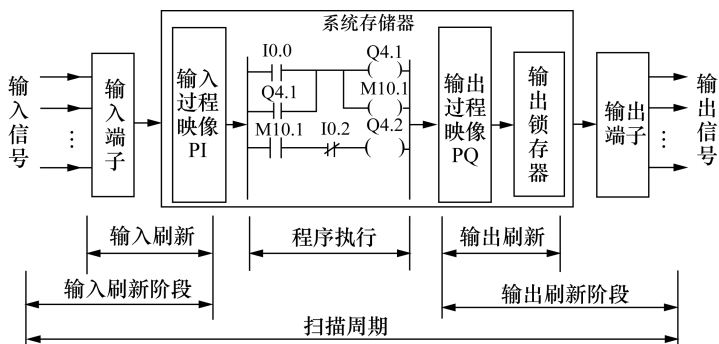 系统存储器
输入信号
输入端子
输入过程映像PI
I0.0
Q4.1
Q4.1
M10.1
M10.1
I0.2
Q4.2
输出过程映像PQ
输出锁存器
输出端子
输出信号
输入刷新
程序执行
输出刷新
输入刷新阶段
输出刷新阶段
扫描周期